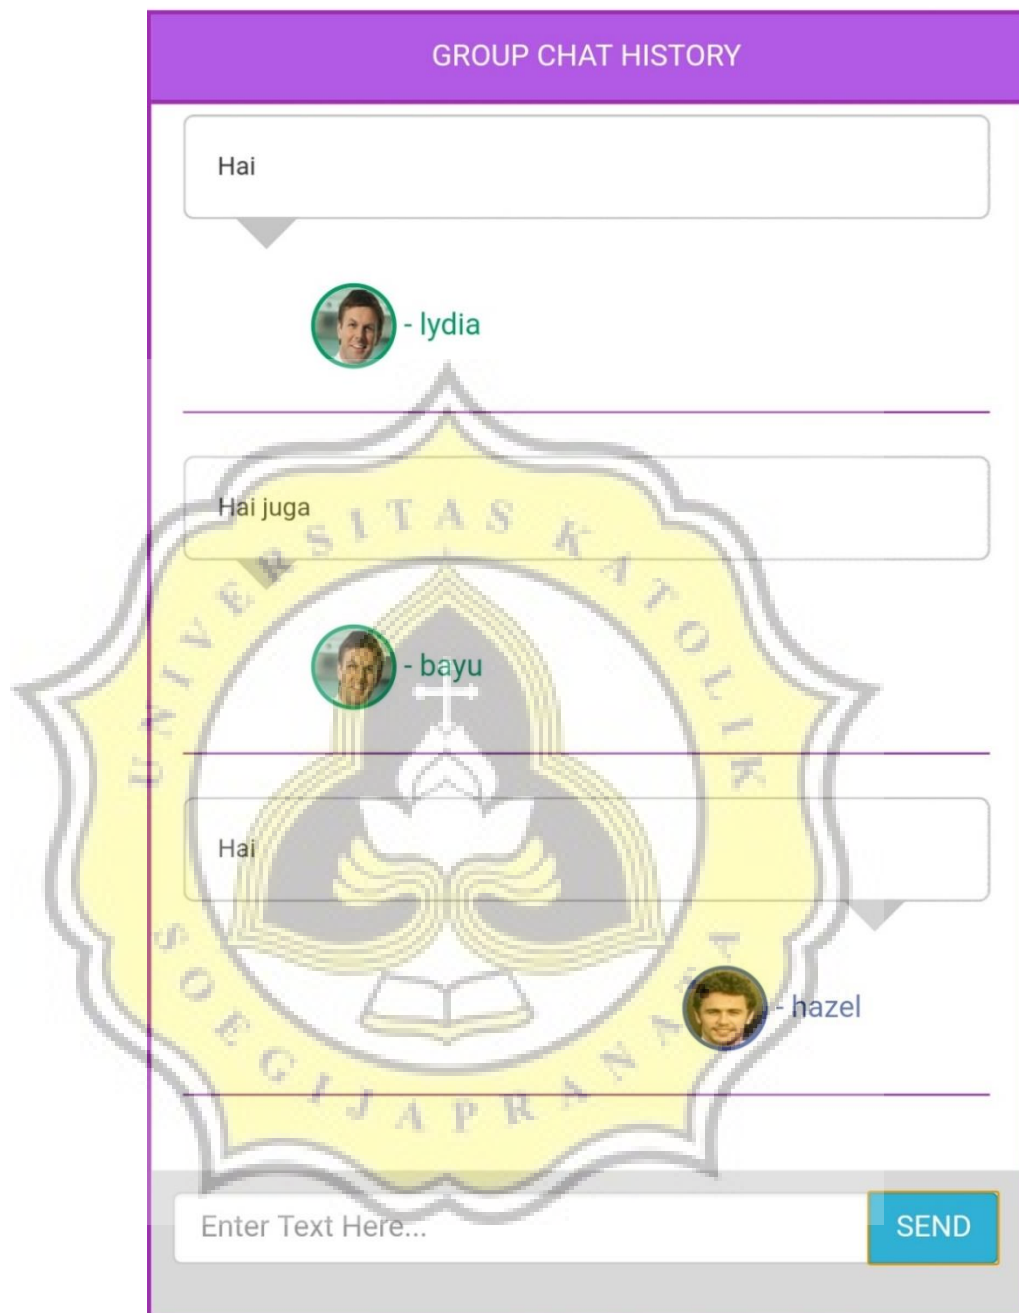 GROUP CHAT HISTORY
Hai
- lydia
Hai juga
- bayu
Hai
- hazel
Enter Text Here...
SEND
UNIVERSITAS KATOLIK
SOEGIJAPRANATA